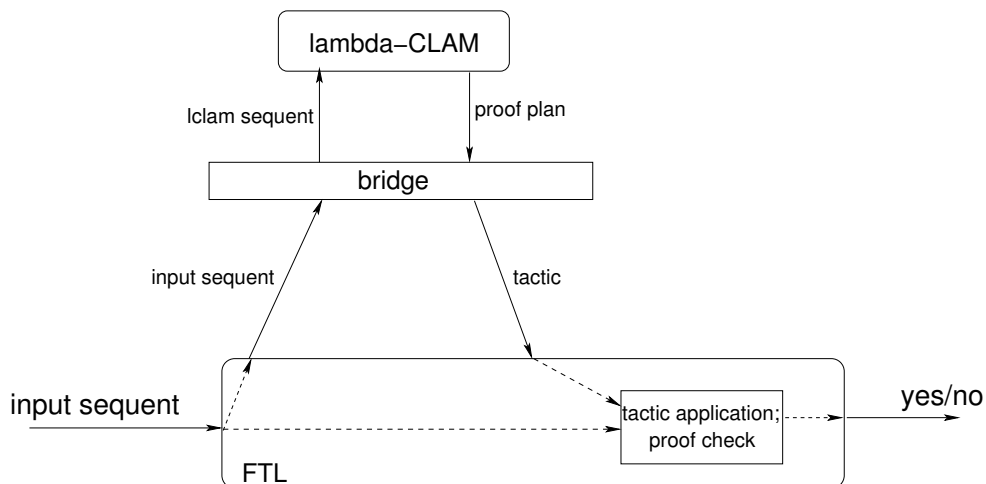 lambda−CLAM
lclam sequent
proof plan
bridge
input sequent
tactic
input sequent
tactic application;
proof check
yes/no
FTL